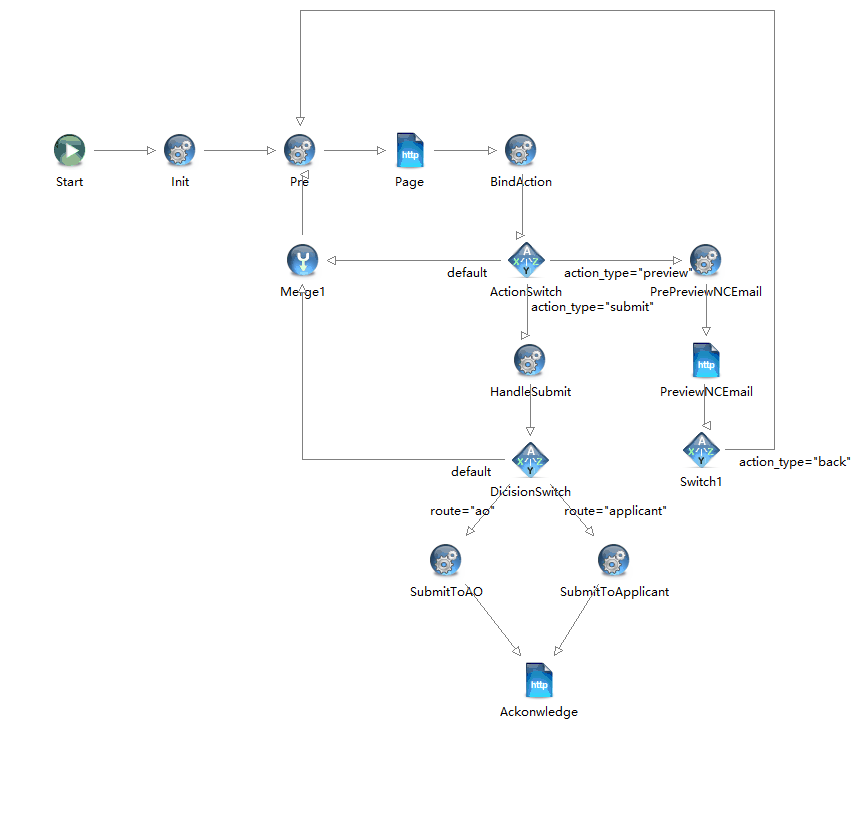 Start
Init
Pre
http
Page
BindAction
Merge1
default
A
X Z
Y
ActionSwitch
action_type="preview"
PrePreviewNCEmail
action_type="submit"
HandleSubmit
http
PreviewNCEmail
default
A
X Z
Y
DicisionSwitch
A
X Z
Y
Switch1
action_type="back"
route="ao"
route="applicant"
SubmitToAO
SubmitToApplicant
http
Ackonwledge